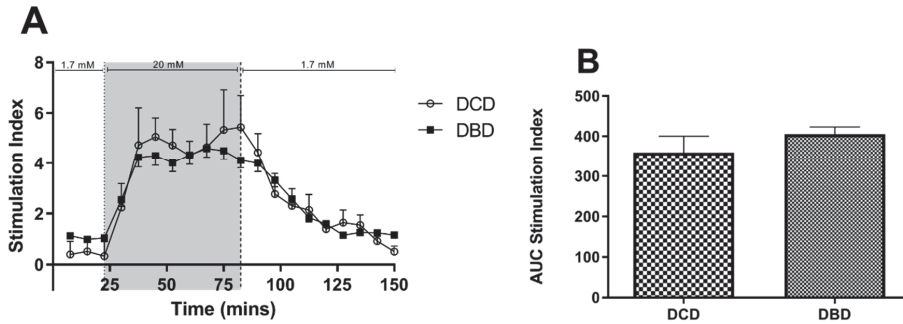 A
1.7 mM 20 mM 1.7 mM
8
6
4
2
0
Stimulation Index
25 50 75 100 125 150
Time (mins)
DCD
DBD
B
500
400
300
200
100
0
AUC Stimulation Index
DCD DBD